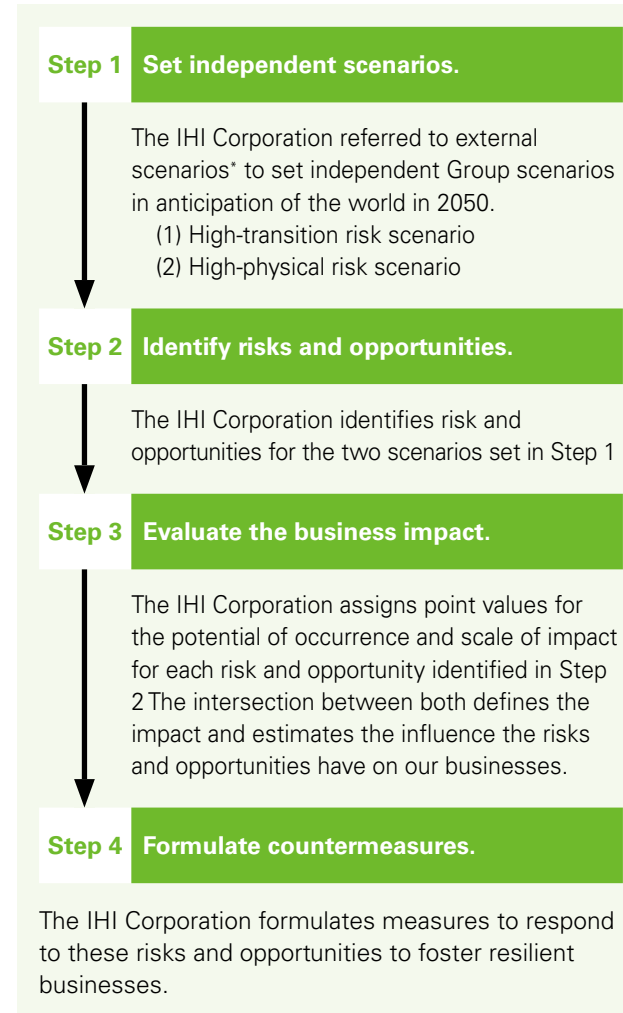 Step 1 Set independent scenarios.
The IHI Corporation referred to external
scenarios* to set independent Group scenarios
in anticipation of the world in 2050.
(1) High-transition risk scenario
(2) High-physical risk scenario
Step 2 Identify risks and opportunities.
The IHI Corporation identifies risk and
opportunities for the two scenarios set in Step 1
Step 3 Evaluate the business impact.
The IHI Corporation assigns point values for
the potential of occurrence and scale of impact
for each risk and opportunity identified in Step
2 The intersection between both defines the
impact and estimates the influence the risks
and opportunities have on our businesses.
Step 4 Formulate countermeasures.
The IHI Corporation formulates measures to respond
to these risks and opportunities to foster resilient
businesses.